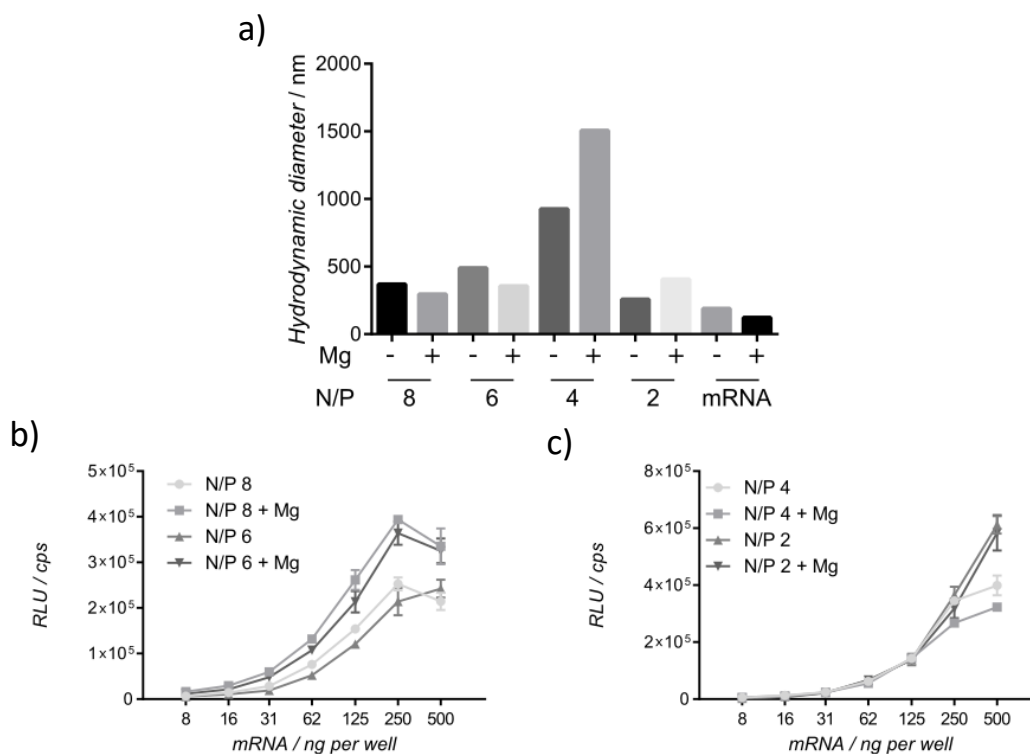 a)
Hydrodynamic diameter / nm
2000
1500
1000
500
0
Mg - + - + - + - + - +
N/P 8 6 4 2 mRNA
b)
RLU / cps
5×10⁵
4×10⁵
3×10⁵
2×10⁵
1×10⁵
0
N/P 8
N/P 8 + Mg
N/P 6
N/P 6 + Mg
8 16 31 62 125 250 500
mRNA / ng per well
c)
RLU / cps
8×10⁵
6×10⁵
4×10⁵
2×10⁵
0
N/P 4
N/P 4 + Mg
N/P 2
N/P 2 + Mg
8 16 31 62 125 250 500
mRNA / ng per well